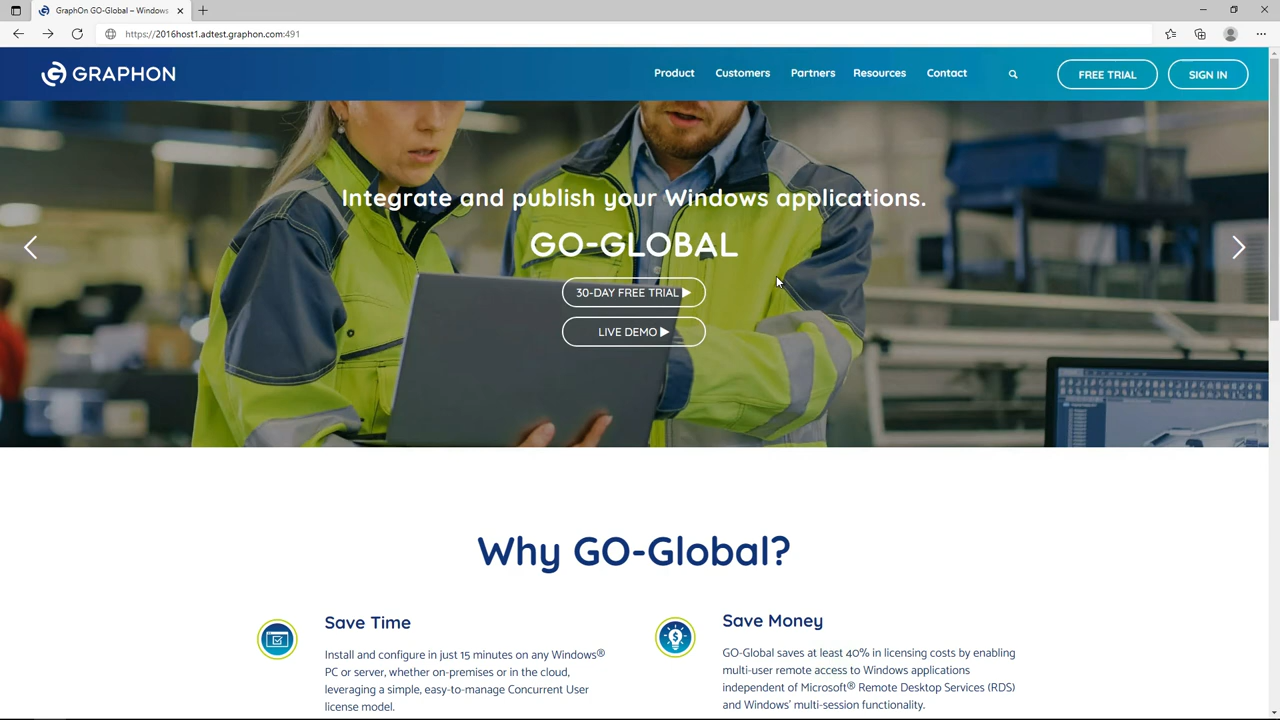 GraphOn GO-Global – Windows
https://2016host1.adtest.graphon.com:491
GRAPHON
Product
Customers
Partners
Resources
Contact
FREE TRIAL
SIGN IN
Integrate and publish your Windows applications.
GO-GLOBAL
30-DAY FREE TRIAL
LIVE DEMO
Why GO-Global?
Save Time
Install and configure in just 15 minutes on any Windows®
PC or server, whether on-premises or in the cloud,
leveraging a simple, easy-to-manage Concurrent User
license model.
Save Money
GO-Global saves at least 40% in licensing costs by enabling
multi-user remote access to Windows applications
independent of Microsoft® Remote Desktop Services (RDS)
and Windows' multi-session functionality.